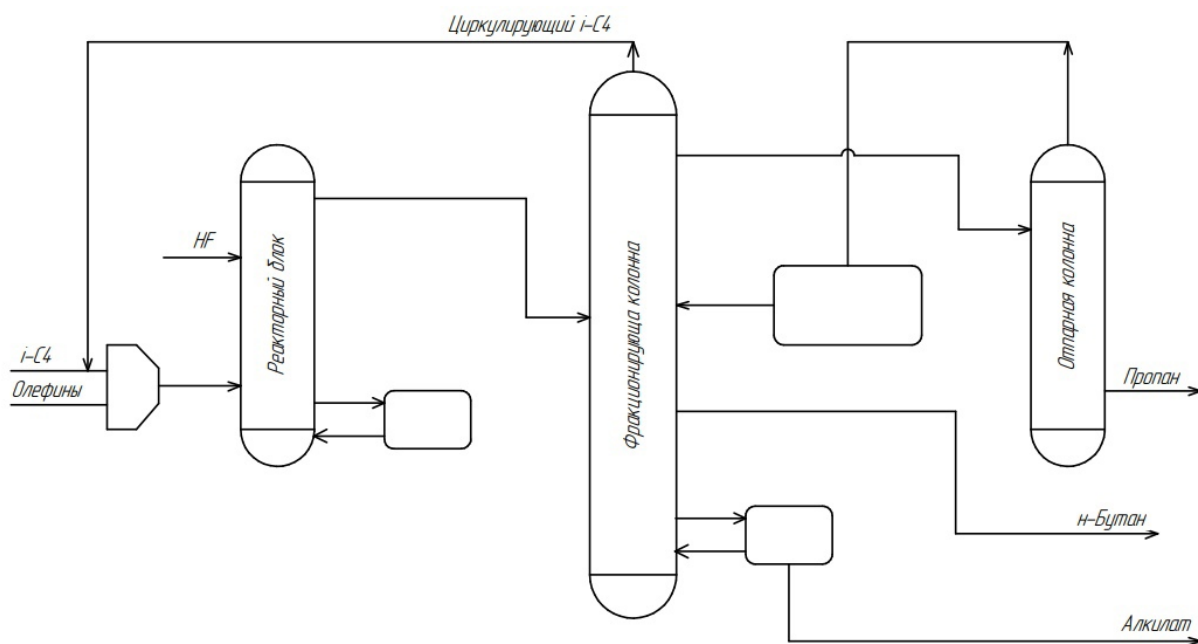 Циркулирующий i-C4
HF
Реакторный блок
i-C4
Олефины
Фракционирующа колонна
Отпарная колонна
Пропан
н-Бутан
Алкилат